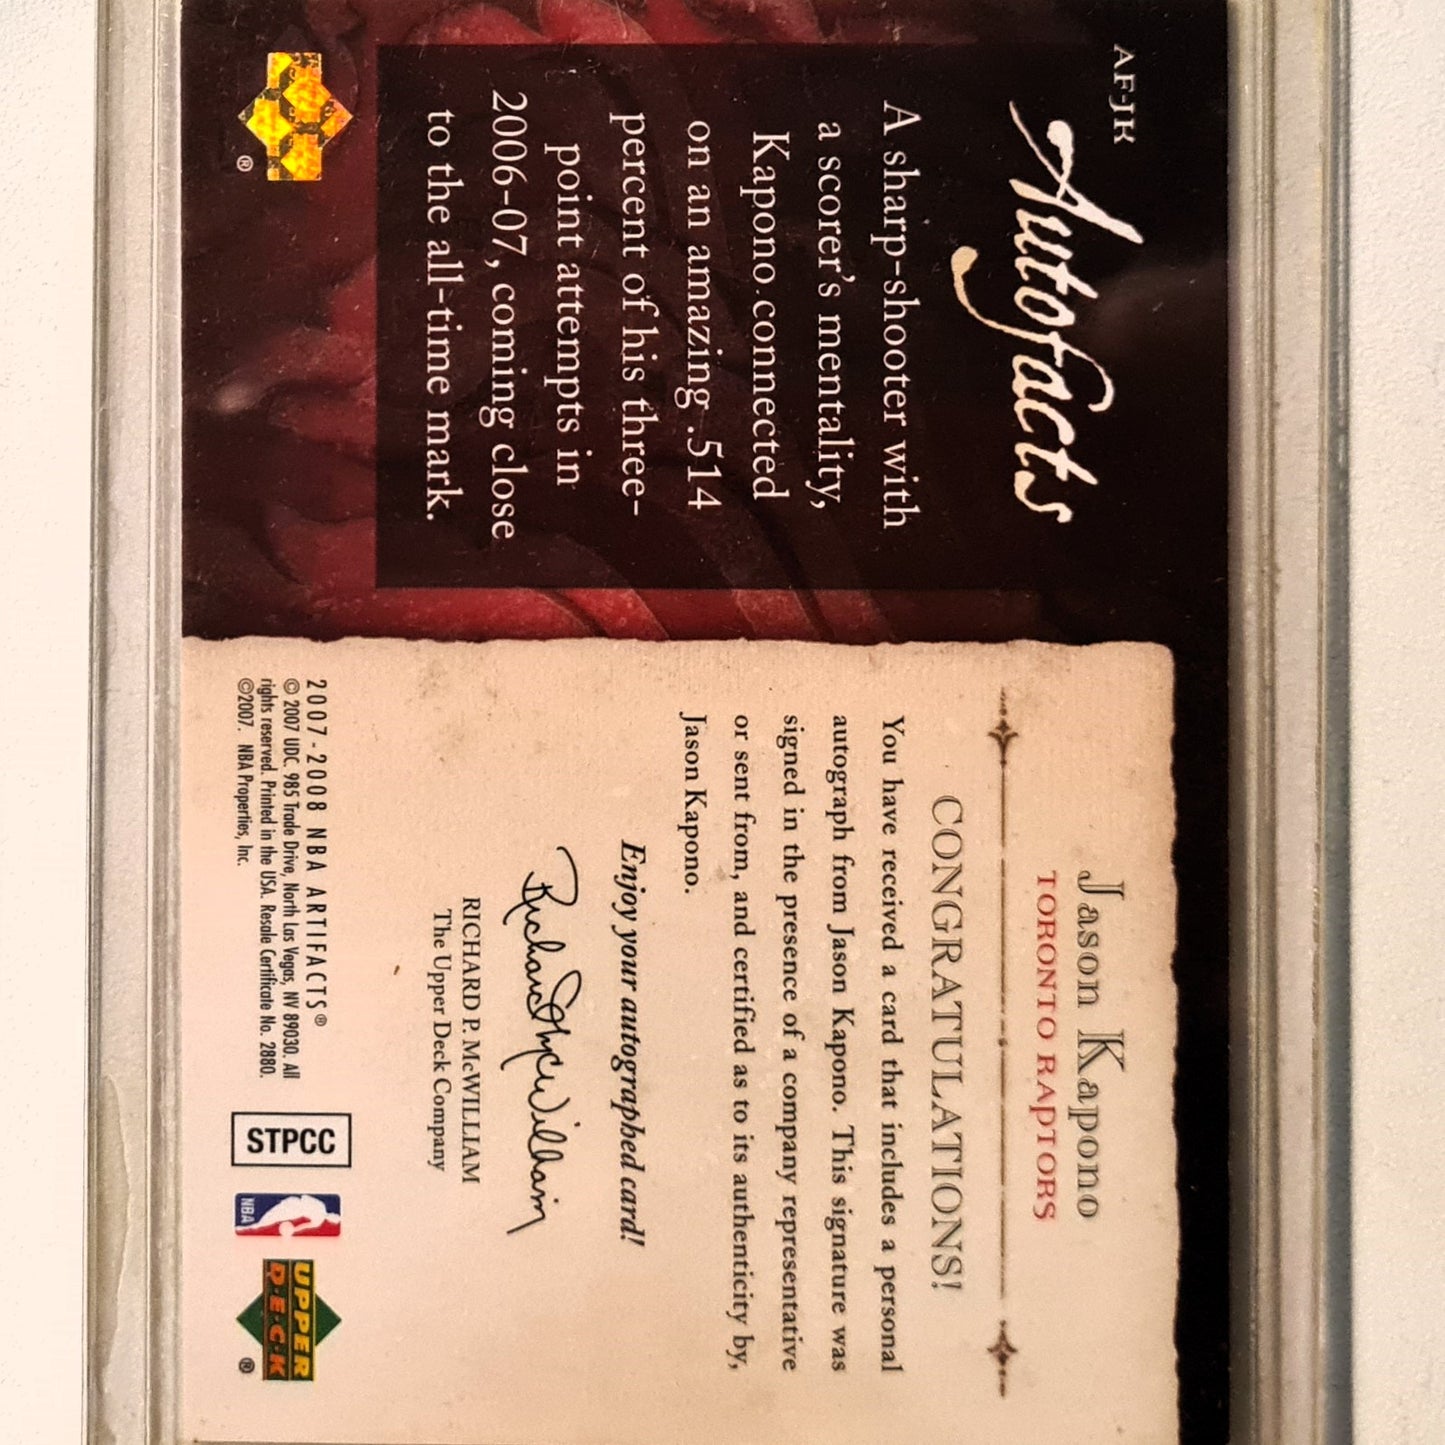 AF-JK
Autofacts
A sharp-shooter with
a scorer's mentality,
Kapono connected
on an amazing .514
percent of his three-
point attempts in
2006-07, coming close
to the all-time mark.
®
Jason Kapono
TORONTO RAPTORS
CONGRATULATIONS!
You have received a card that includes a personal
autograph from Jason Kapono. This signature was
signed in the presence of a company representative
or sent from, and certified as to its authenticity by,
Jason Kapono.
Enjoy your autographed card!
Richard P. McWilliam
RICHARD P. McWILLIAM
The Upper Deck Company
2007-2008 NBA ARTIFACTS®
© 2007 UDC. 985 Trade Drive, North Las Vegas, NV 89030. All
rights reserved. Printed in the USA. Resale Certificate No. 2880.
©2007. NBA Properties, Inc.
STPCC
NBA
UPPER
D·E·C·K
®